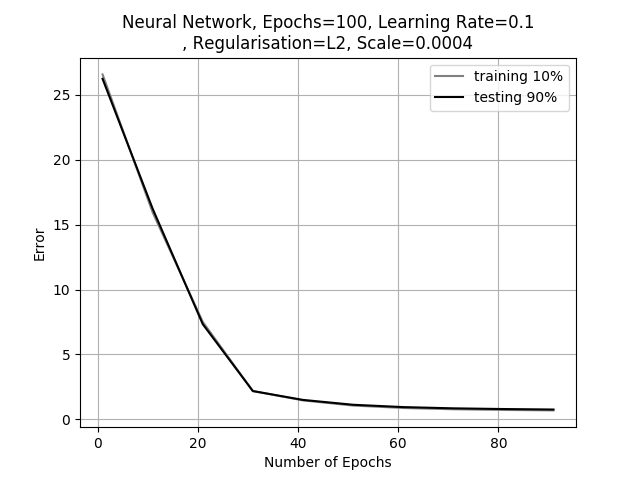 Neural Network, Epochs=100, Learning Rate=0.1
, Regularisation=L2, Scale=0.0004
training 10%
testing 90%
25
20
15
10
5
0
Error
0 20 40 60 80
Number of Epochs